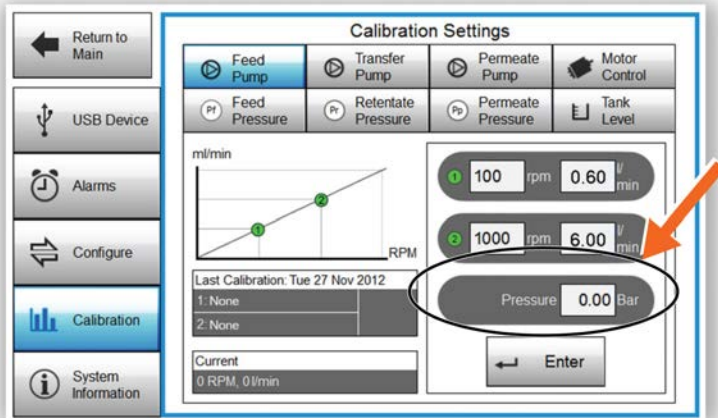 Return to
Main
USB Device
Alarms
Configure
Calibration
System
Information
Calibration Settings
Feed
Pump
Transfer
Pump
Permeate
Pump
Motor
Control
Pf
Feed
Pressure
Pr
Retentate
Pressure
Pp
Permeate
Pressure
Tank
Level
ml/min
1
2
RPM
Last Calibration: Tue 27 Nov 2012
1: None
2: None
Current
0 RPM, 0 l/min
1 100 rpm 0.60 l/min
2 1000 rpm 6.00 l/min
Pressure 0.00 Bar
Enter